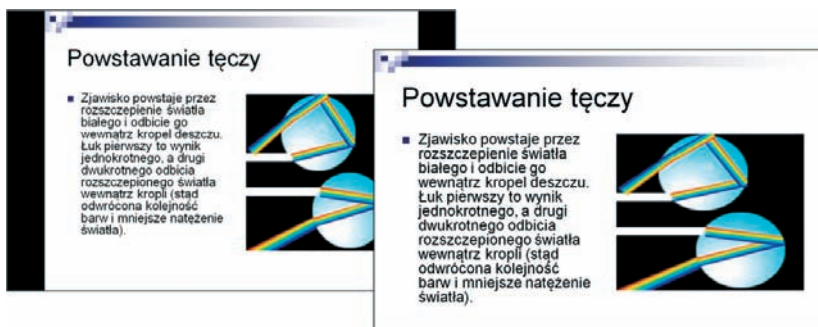 Powstawanie tęczy
Zjawisko powstaje przez
rozszczepienie światła
białego i odbicie go
wewnątrz kropel deszczu.
Łuk pierwszy to wynik
jednokrotnego, a drugi
dwukrotnego odbicia
rozszczepionego światła
wewnątrz kropli (stąd
odwrócona kolejność
barw i mniejsze natężenie
światła).
Powstawanie tęczy
Zjawisko powstaje przez
rozszczepienie światła
białego i odbicie go
wewnątrz kropel deszczu.
Łuk pierwszy to wynik
jednokrotnego, a drugi
dwukrotnego odbicia
rozszczepionego światła
wewnątrz kropli (stąd
odwrócona kolejność
barw i mniejsze natężenie
światła).